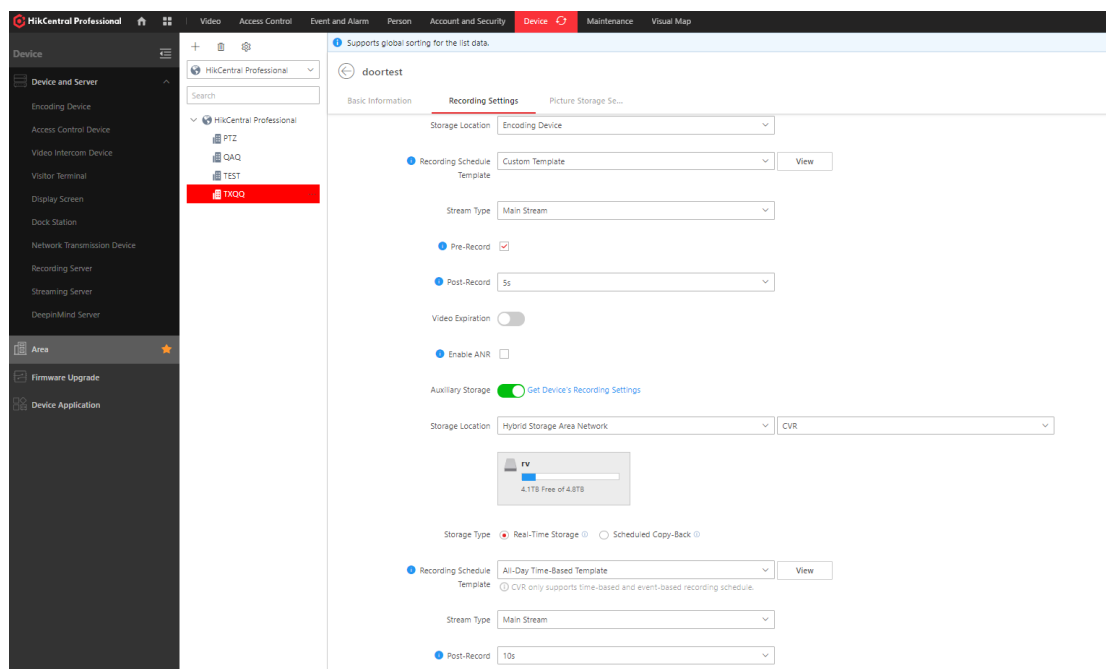 HikCentral Professional
Video Access Control Event and Alarm Person Account and Security Device Maintenance Visual Map
Device
Device and Server
Encoding Device
Access Control Device
Video Intercom Device
Visitor Terminal
Display Screen
Dock Station
Network Transmission Device
Recording Server
Streaming Server
DeepinMind Server
Area
Firmware Upgrade
Device Application
HikCentral Professional
Search
HikCentral Professional
PTZ
QAQ
TEST
TXQQ
Supports global sorting for the list data.
doortest
Basic Information Recording Settings Picture Storage Se...
Storage Location Encoding Device
Recording Schedule Template Custom Template View
Stream Type Main Stream
Pre-Record
Post-Record 5s
Video Expiration
Enable ANR
Auxiliary Storage Get Device's Recording Settings
Storage Location Hybrid Storage Area Network CVR
rv
4.1TB Free of 4.8TB
Storage Type Real-Time Storage Scheduled Copy-Back
Recording Schedule Template All-Day Time-Based Template View
CVR only supports time-based and event-based recording schedule.
Stream Type Main Stream
Post-Record 10s